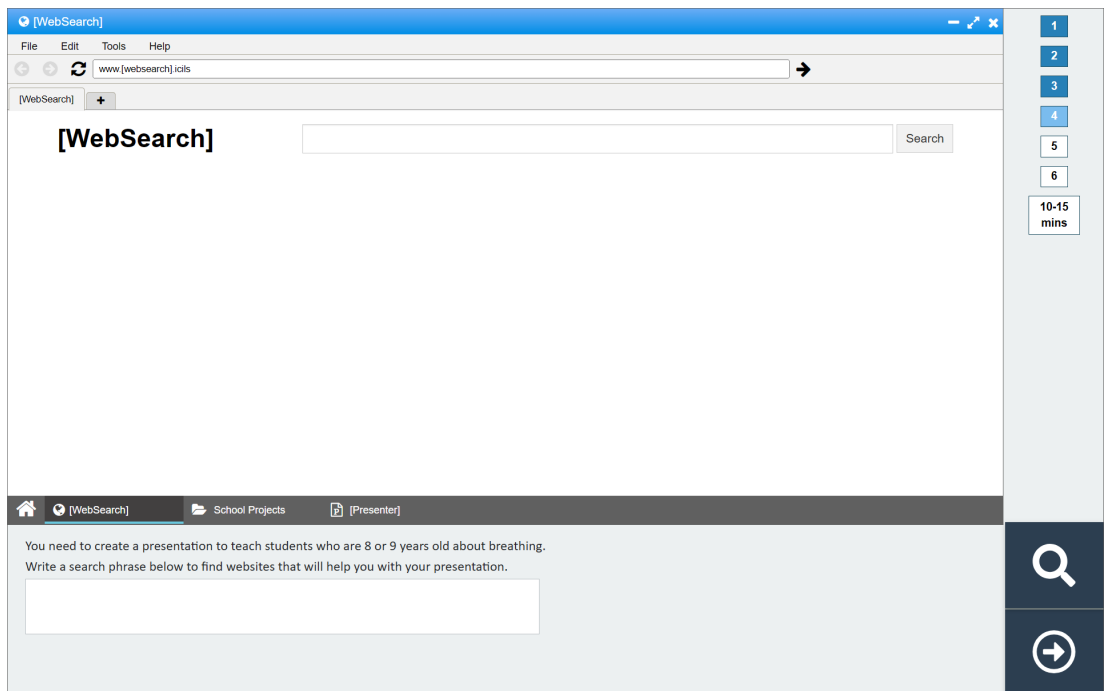 [WebSearch]
File Edit Tools Help
www.[websearch].icils
[WebSearch] +
[WebSearch] Search
1
2
3
4
5
6
10-15
mins
[WebSearch] School Projects [Presenter]
You need to create a presentation to teach students who are 8 or 9 years old about breathing.
Write a search phrase below to find websites that will help you with your presentation.